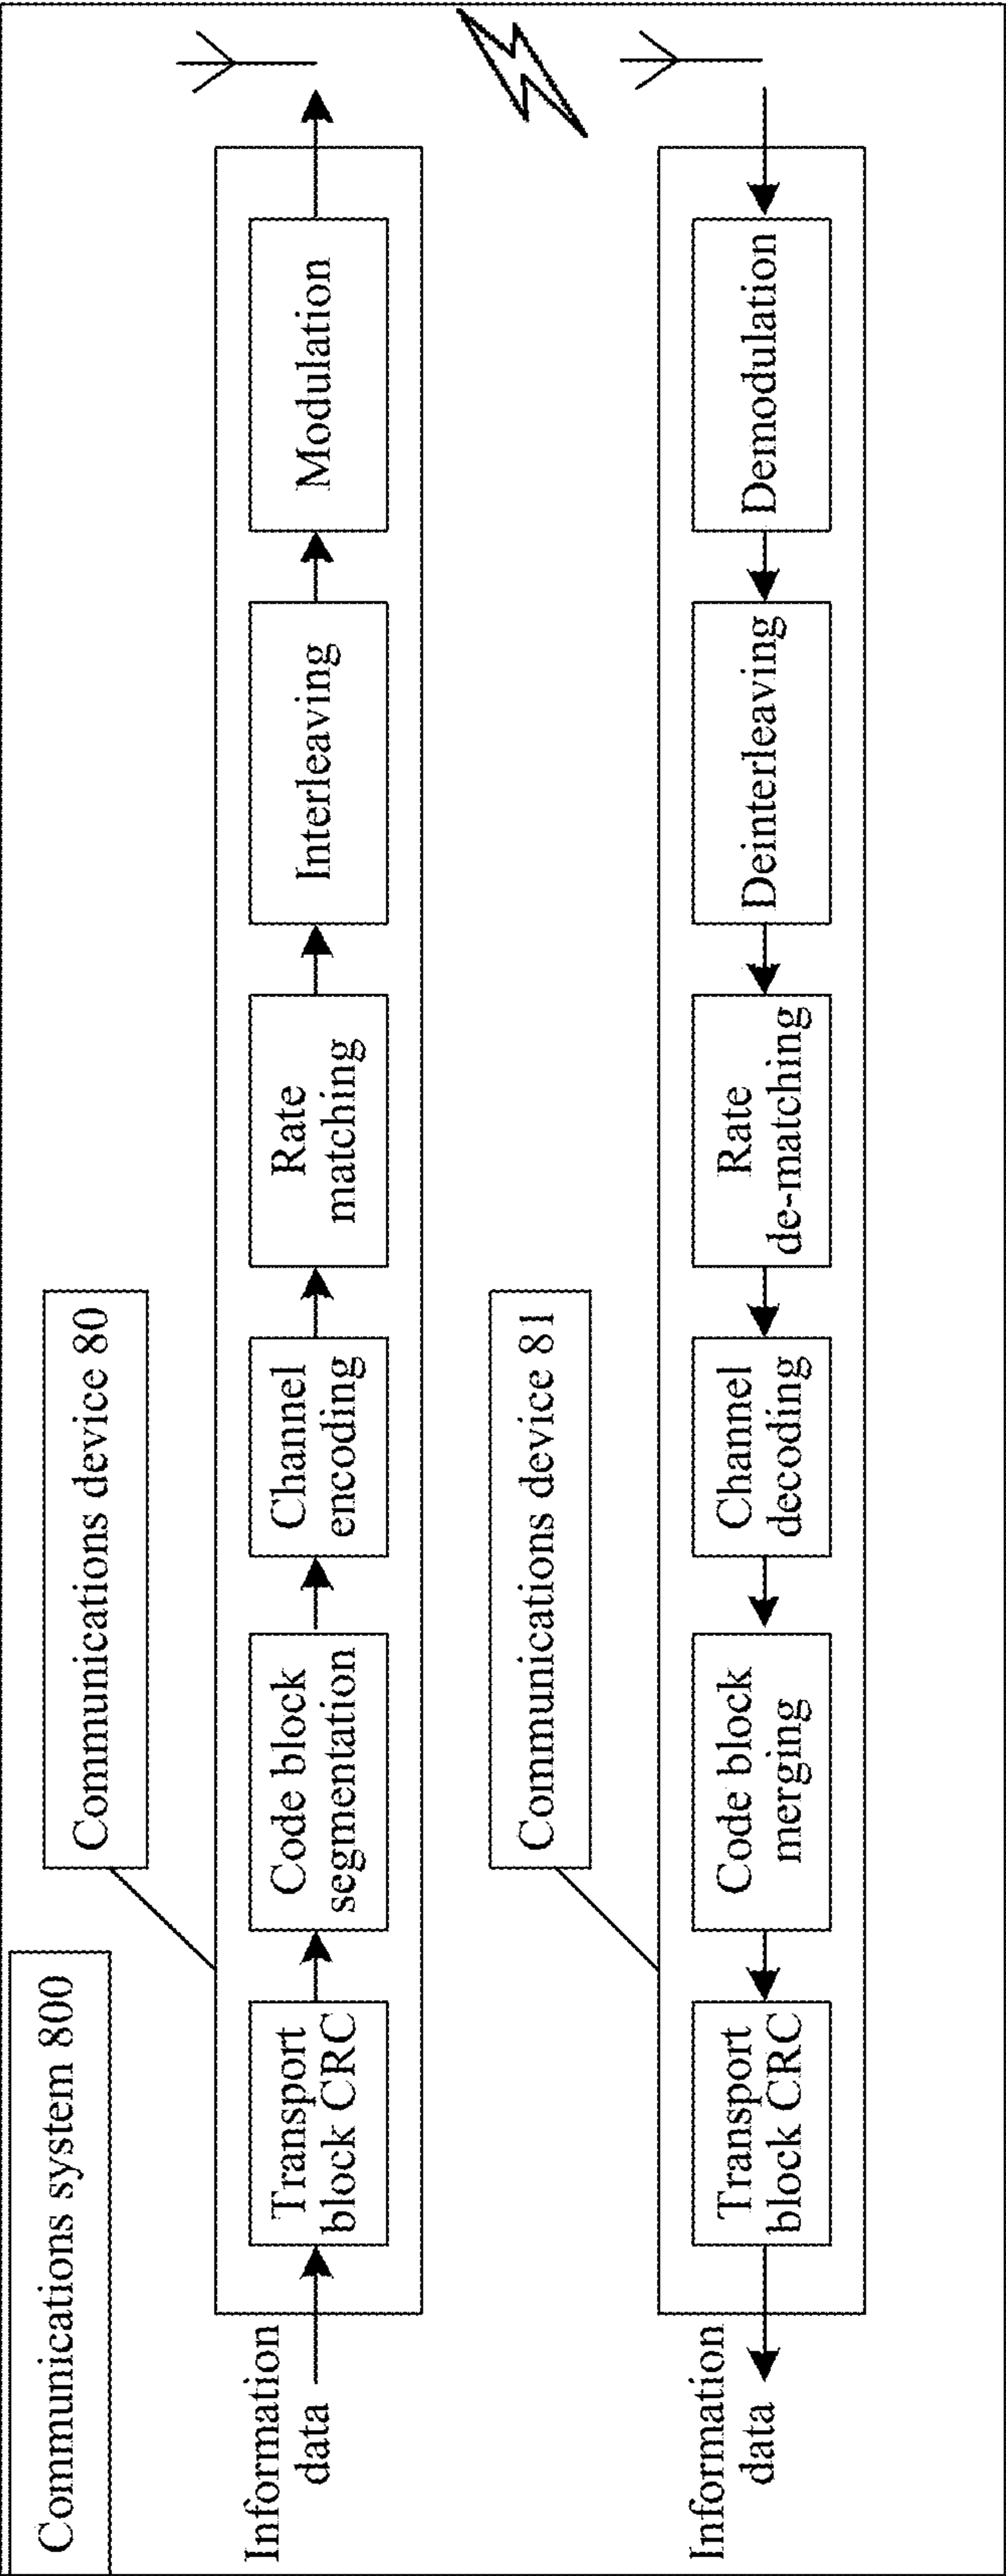 Communications system 800
Communications device 80
Information
data
Transport
block CRC
Code block
segmentation
Channel
encoding
Rate
matching
Interleaving
Modulation
Communications device 81
Information
data
Transport
block CRC
Code block
merging
Channel
decoding
Rate
de-matching
Deinterleaving
Demodulation